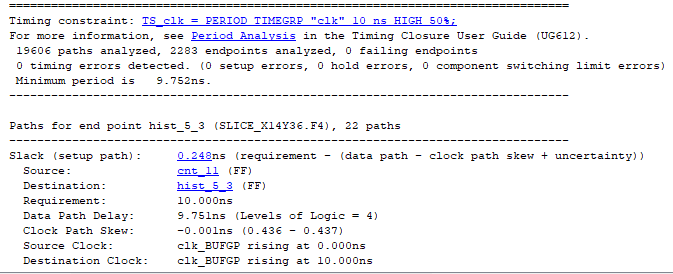 ================================================================================
Timing constraint: TS_clk = PERIOD TIMEGRP "clk" 10 ns HIGH 50%;
For more information, see Period Analysis in the Timing Closure User Guide (UG612).
19606 paths analyzed, 2283 endpoints analyzed, 0 failing endpoints
0 timing errors detected. (0 setup errors, 0 hold errors, 0 component switching limit errors)
Minimum period is 9.752ns.
--------------------------------------------------------------------------------
Paths for end point hist_5_3 (SLICE_X14Y36.F4), 22 paths
--------------------------------------------------------------------------------
Slack (setup path): 0.248ns (requirement - (data path - clock path skew + uncertainty))
Source: cnt_11 (FF)
Destination: hist_5_3 (FF)
Requirement: 10.000ns
Data Path Delay: 9.751ns (Levels of Logic = 4)
Clock Path Skew: -0.001ns (0.436 - 0.437)
Source Clock: clk_BUFGP rising at 0.000ns
Destination Clock: clk_BUFGP rising at 10.000ns